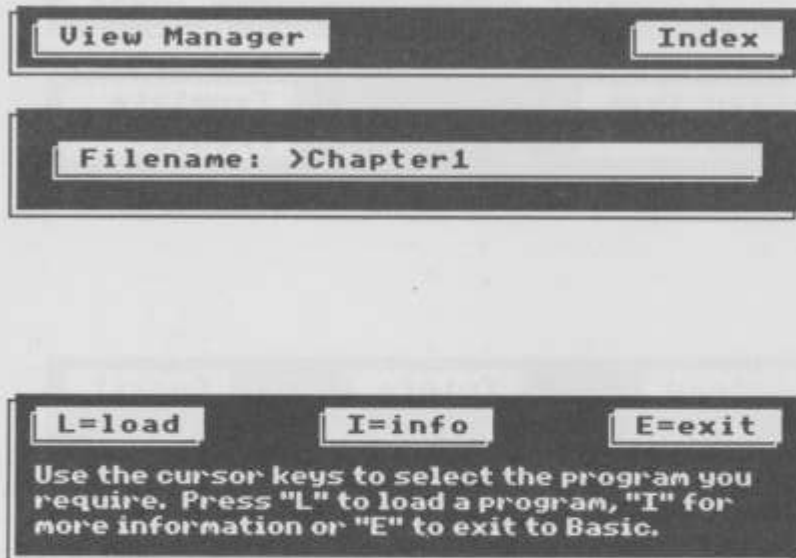 View Manager Index
Filename: >Chapter1
L=load I=info E=exit
Use the cursor keys to select the program you
require. Press "L" to load a program, "I" for
more information or "E" to exit to Basic.